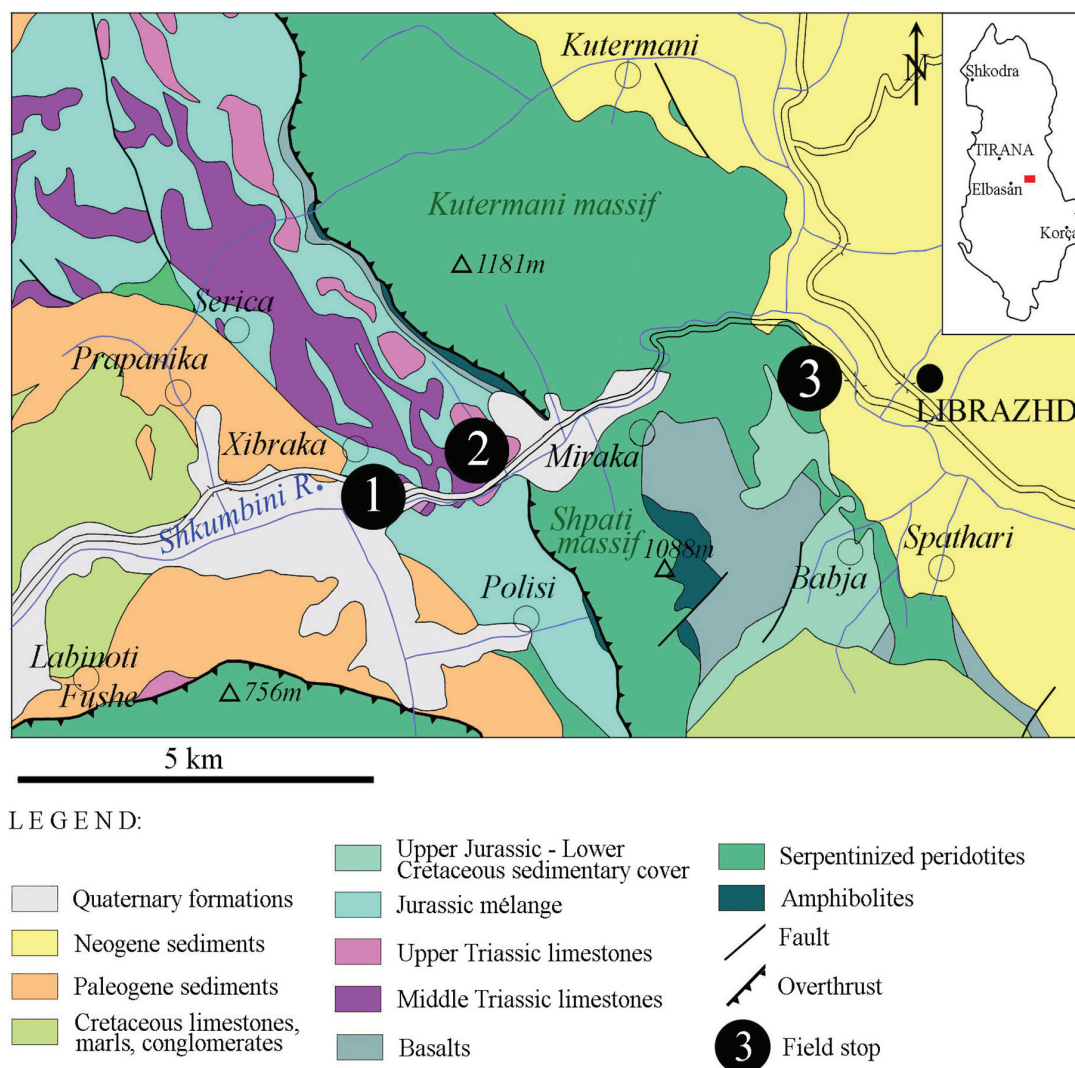 Kutermani
N
Shkodra
TIRANA
Elbasan
Korça
Kutermani massif
1181m
Serica
Prapanika
3
LIBRAZHD
Xibraka
2
Miraka
1
Shkumbini R.
Shpati
massif
1088m
Spathari
Babja
Polisi
Labinoti
Fushe
756m
5 km
LEGEND:
Quaternary formations
Neogene sediments
Paleogene sediments
Cretaceous limestones,
marls, conglomerates
Upper Jurassic - Lower
Cretaceous sedimentary cover
Jurassic mélange
Upper Triassic limestones
Middle Triassic limestones
Basalts
Serpentinized peridotites
Amphibolites
Fault
Overthrust
3
Field stop